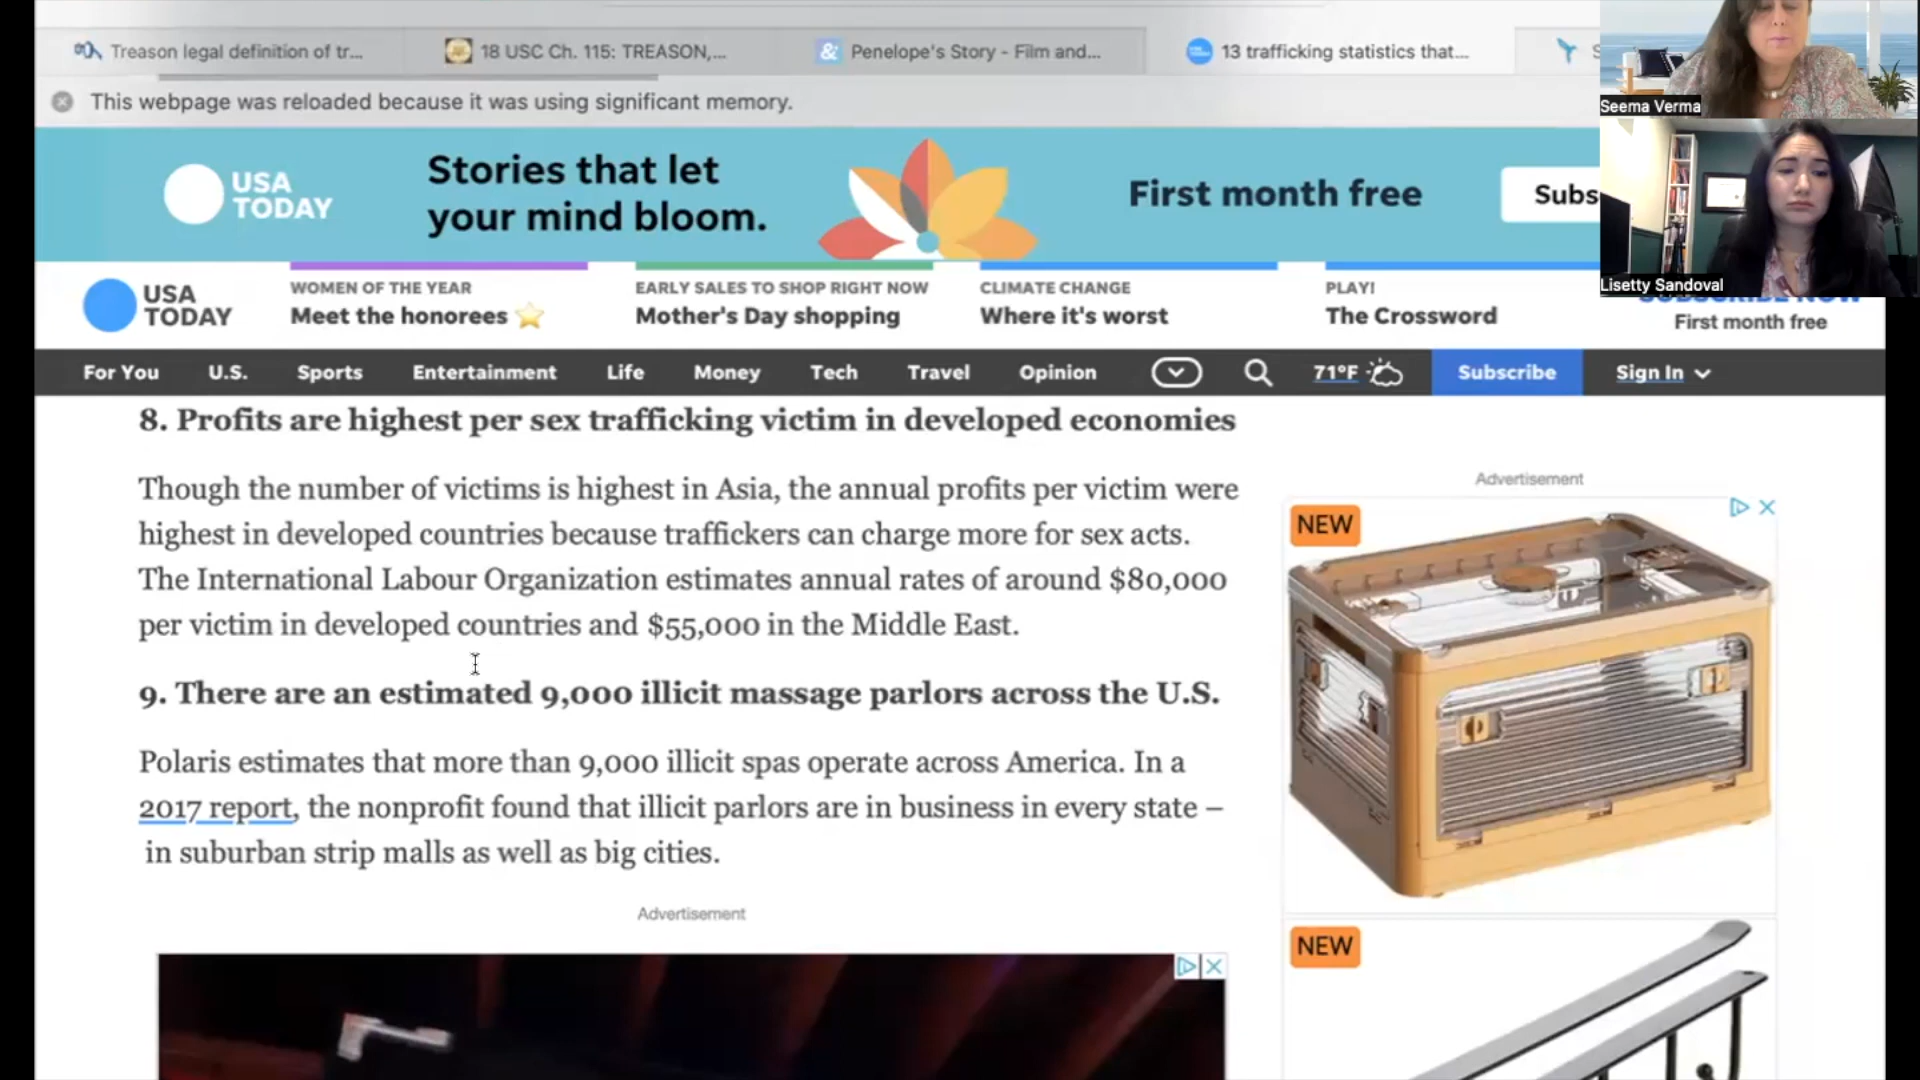 Treason legal definition of tr...
18 USC Ch. 115: TREASON,...
Penelope's Story - Film and...
13 trafficking statistics that...
S
This webpage was reloaded because it was using significant memory.
Seema Verma
Lisetty Sandoval
USA
TODAY
Stories that let
your mind bloom.
First month free
Subs
USA
TODAY
WOMEN OF THE YEAR
Meet the honorees
EARLY SALES TO SHOP RIGHT NOW
Mother's Day shopping
CLIMATE CHANGE
Where it's worst
PLAY!
The Crossword
SUBSCRIBE NOW
First month free
For You
U.S.
Sports
Entertainment
Life
Money
Tech
Travel
Opinion
71°F
Subscribe
Sign In
8. Profits are highest per sex trafficking victim in developed economies
Though the number of victims is highest in Asia, the annual profits per victim were
highest in developed countries because traffickers can charge more for sex acts.
The International Labour Organization estimates annual rates of around $80,000
per victim in developed countries and $55,000 in the Middle East.
9. There are an estimated 9,000 illicit massage parlors across the U.S.
Polaris estimates that more than 9,000 illicit spas operate across America. In a
2017 report, the nonprofit found that illicit parlors are in business in every state –
in suburban strip malls as well as big cities.
Advertisement
Advertisement
NEW
NEW